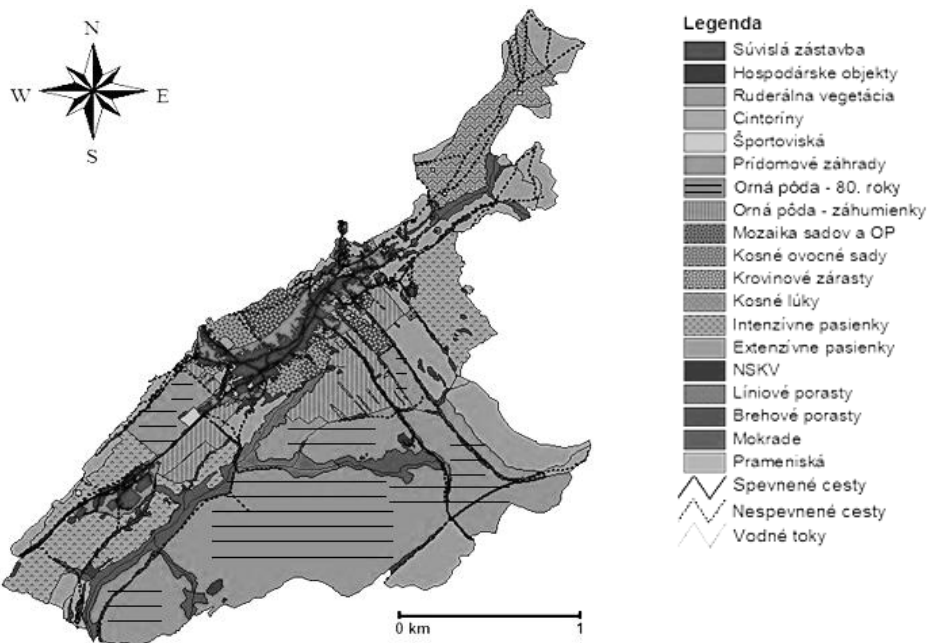 N
W E
S
Legenda
Súvislá zástavba
Hospodárske objekty
Ruderálna vegetácia
Cintoríny
Športoviská
Prídomové záhrady
Orná pôda - 80. roky
Orná pôda - záhumienky
Mozaika sadov a OP
Kosné ovocné sady
Krovinové zárasty
Kosné lúky
Intenzívne pasienky
Extenzívne pasienky
NSKV
Líniové porasty
Brehové porasty
Mokrade
Prameniská
Spevnené cesty
Nespevnené cesty
Vodné toky
0 km 1